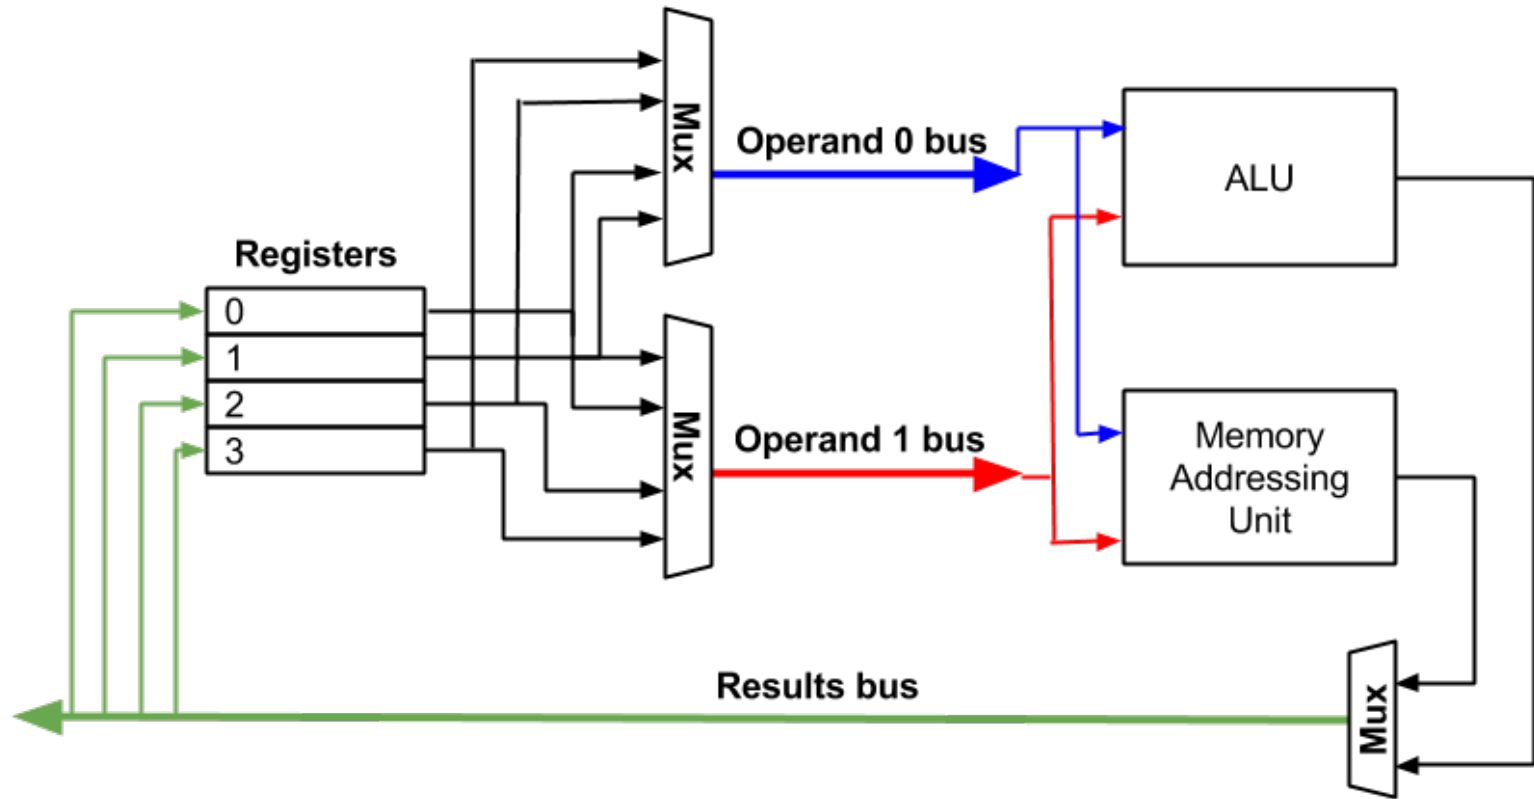 Mux
Operand 0 bus
ALU
Registers
0
1
2
3
Mux
Operand 1 bus
Memory
Addressing
Unit
Results bus
Mux